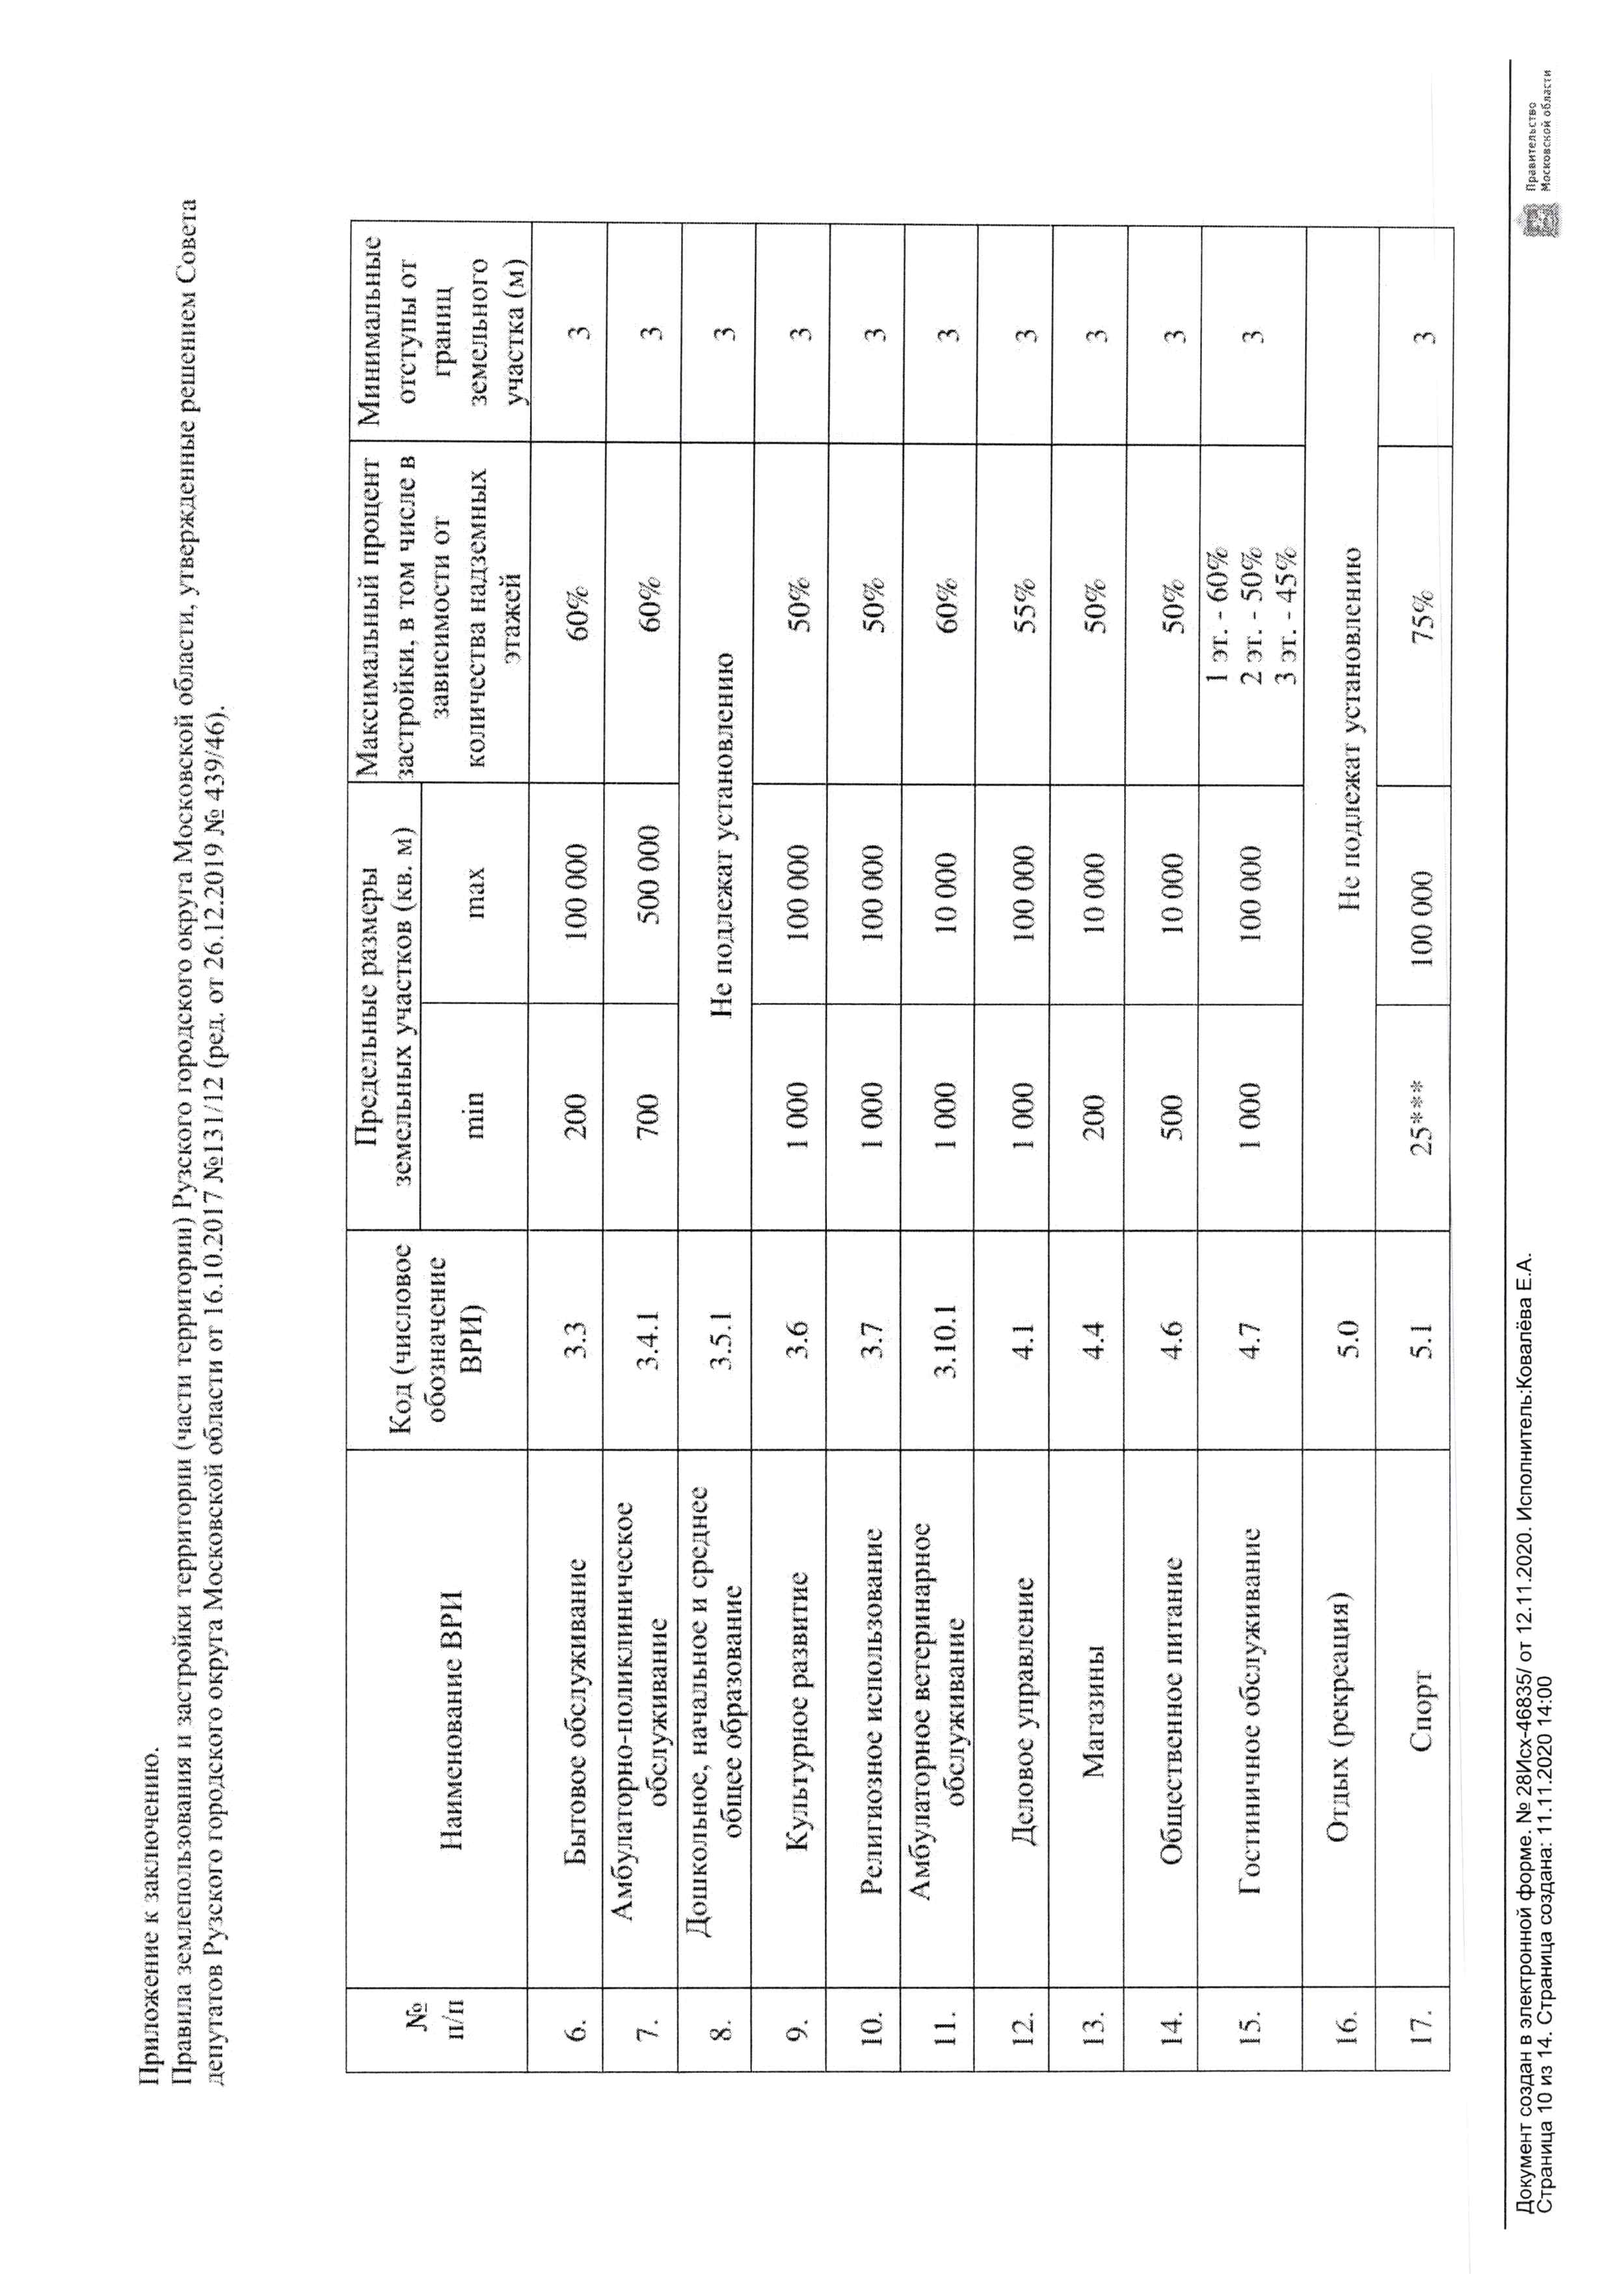 Приложение к заключению.
Правила землепользования и застройки территории (части территории) Рузского городского округа Московской области, утвержденные решением Совета
депутатов Рузского городского округа Московской области от 16.10.2017 №131/12 (ред. от 26.12.2019 № 439/46).
№
п/п
Наименование ВРИ
Код (числовое
обозначение
ВРИ)
Предельные размеры
земельных участков (кв. м)
min
max
Максимальный процент
застройки, в том числе в
зависимости от
количества надземных
этажей
Минимальные
отступы от
границ
земельного
участка (м)
6. Бытовое обслуживание 3.3 200 100 000 60% 3
7. Амбулаторно-поликлиническое
обслуживание 3.4.1 700 500 000 60% 3
8. Дошкольное, начальное и среднее
общее образование 3.5.1 Не подлежат установлению 3
9. Культурное развитие 3.6 1 000 100 000 50% 3
10. Религиозное использование 3.7 1 000 100 000 50% 3
11. Амбулаторное ветеринарное
обслуживание 3.10.1 1 000 10 000 60% 3
12. Деловое управление 4.1 1 000 100 000 55% 3
13. Магазины 4.4 200 10 000 50% 3
14. Общественное питание 4.6 500 10 000 50% 3
15. Гостиничное обслуживание 4.7 1 000 100 000 1 эт. - 60%
2 эт. - 50%
3 эт. - 45%
3
16. Отдых (рекреация) 5.0 Не подлежат установлению
17. Спорт 5.1 25*** 100 000 75% 3
Документ создан в электронной форме. № 28Исх-46835/ от 12.11.2020. Исполнитель:Ковалёва Е.А.
Страница 10 из 14. Страница создана: 11.11.2020 14:00
Правительство
Московской области